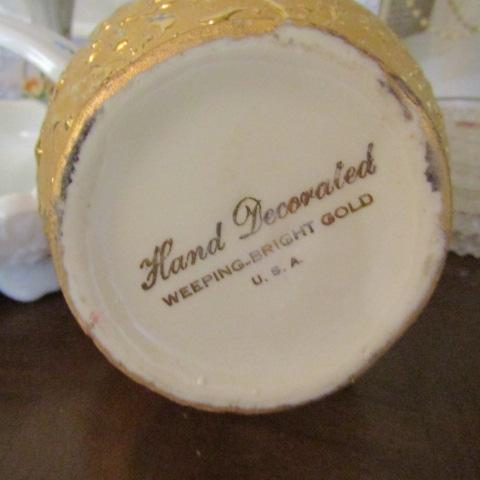 Hand Decorated
WEEPING-BRIGHT GOLD
U. S. A.